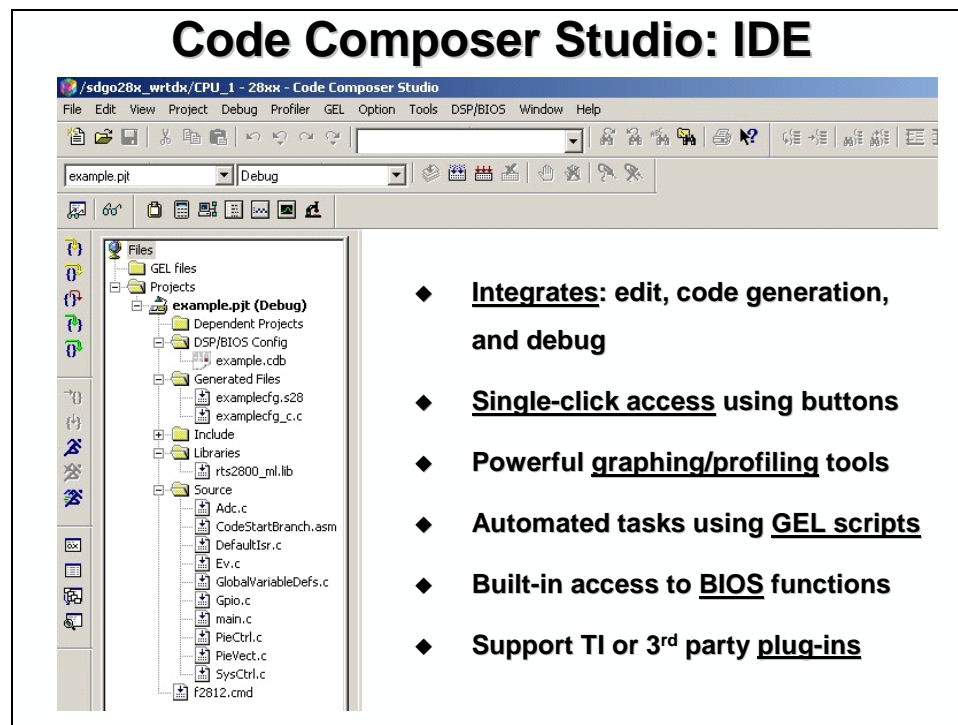 Code Composer Studio: IDE
/sdgo28x_wrtdx/CPU_1 - 28xx - Code Composer Studio
File Edit View Project Debug Profiler GEL Option Tools DSP/BIOS Window Help
example.pjt Debug
Files
GEL files
Projects
example.pjt (Debug)
Dependent Projects
DSP/BIOS Config
example.cdb
Generated Files
examplecfg.s28
examplecfg_c.c
Include
Libraries
rts2800_ml.lib
Source
Adc.c
CodeStartBranch.asm
DefaultIsr.c
Ev.c
GlobalVariableDefs.c
Gpio.c
main.c
PieCtrl.c
PieVect.c
SysCtrl.c
f2812.cmd
◆ Integrates: edit, code generation,
and debug
◆ Single-click access using buttons
◆ Powerful graphing/profiling tools
◆ Automated tasks using GEL scripts
◆ Built-in access to BIOS functions
◆ Support TI or 3rd party plug-ins